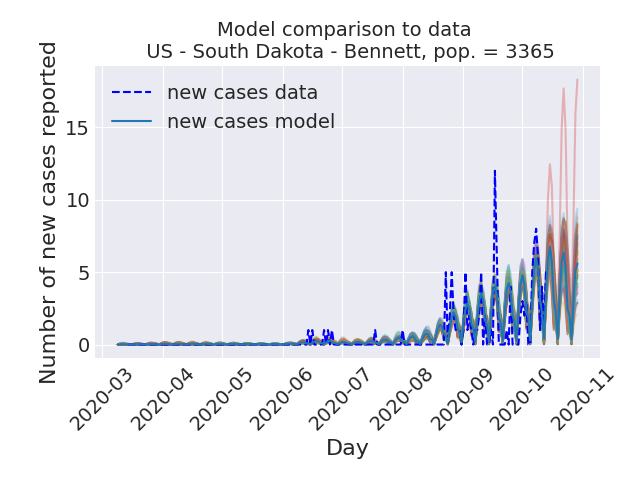 Model comparison to data
US - South Dakota - Bennett, pop. = 3365
Number of new cases reported
new cases data
new cases model
15
10
5
0
2020-03
2020-04
2020-05
2020-06
2020-07
2020-08
2020-09
2020-10
2020-11
Day